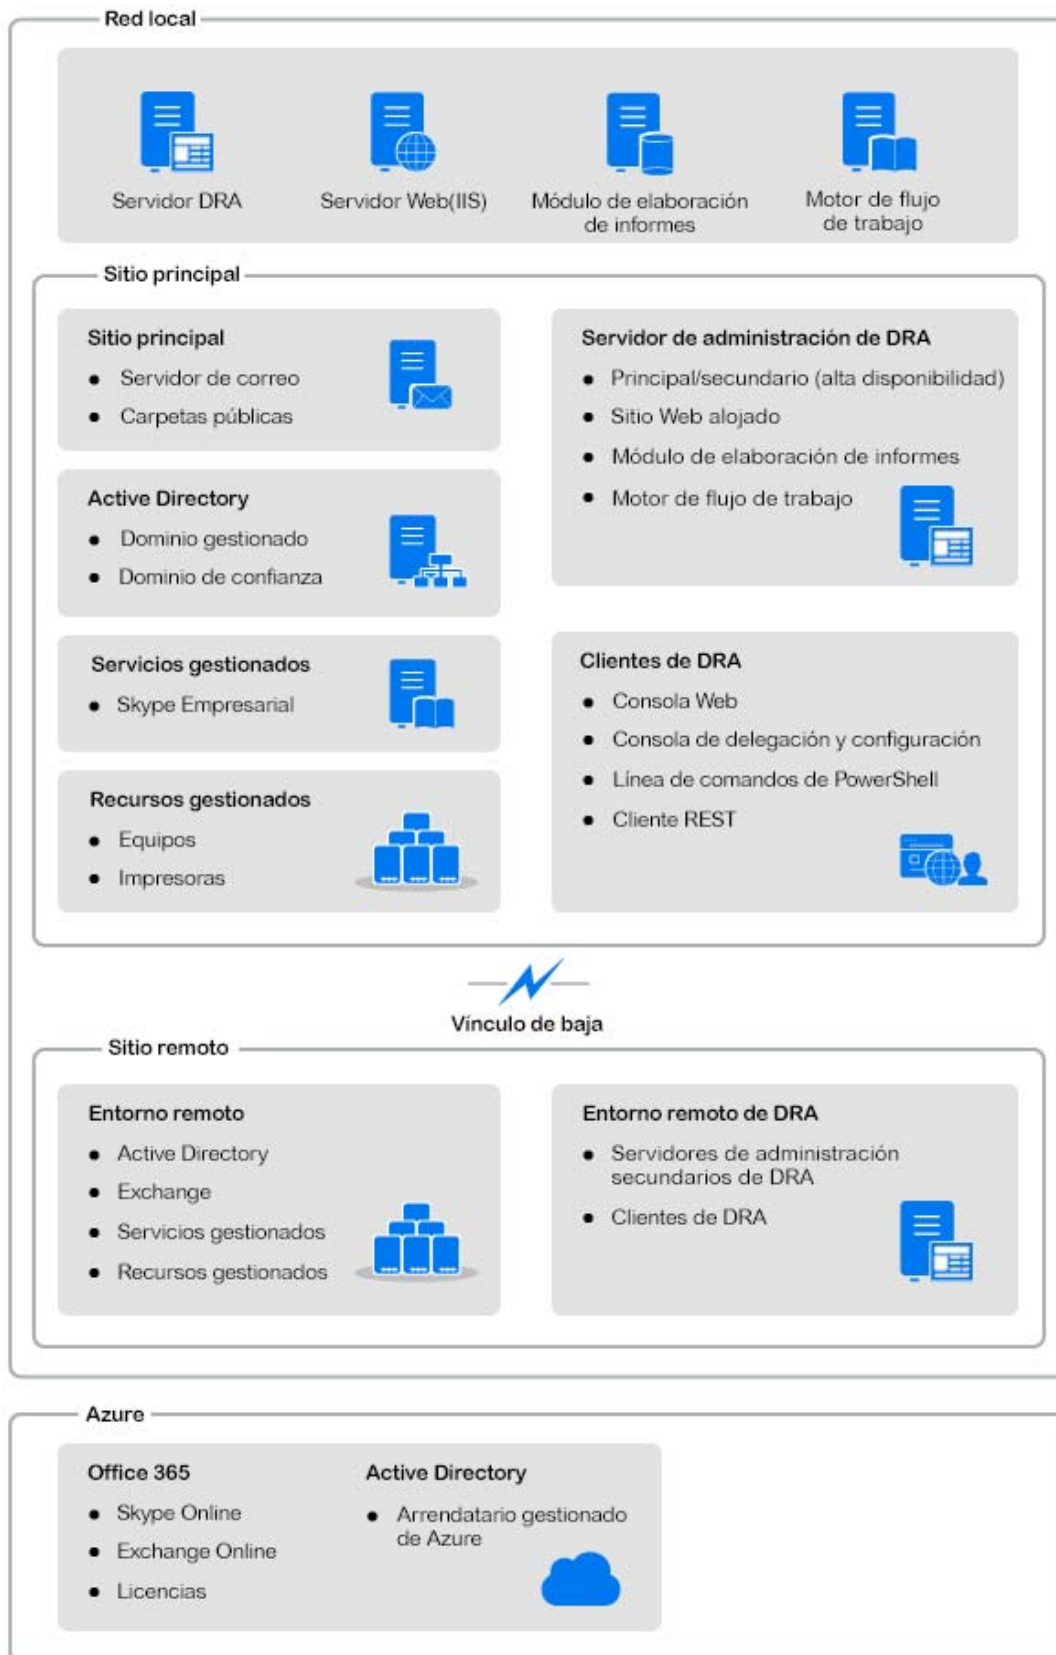 Red local
Servidor DRA
Servidor Web(IIS)
Módulo de elaboración
de informes
Motor de flujo
de trabajo
Sitio principal
Sitio principal
● Servidor de correo
● Carpetas públicas
Active Directory
● Dominio gestionado
● Dominio de confianza
Servicios gestionados
● Skype Empresarial
Recursos gestionados
● Equipos
● Impresoras
Servidor de administración de DRA
● Principal/secundario (alta disponibilidad)
● Sitio Web alojado
● Módulo de elaboración de informes
● Motor de flujo de trabajo
Clientes de DRA
● Consola Web
● Consola de delegación y configuración
● Línea de comandos de PowerShell
● Cliente REST
Vínculo de baja
Sitio remoto
Entorno remoto
● Active Directory
● Exchange
● Servicios gestionados
● Recursos gestionados
Entorno remoto de DRA
● Servidores de administración
secundarios de DRA
● Clientes de DRA
Azure
Office 365
● Skype Online
● Exchange Online
● Licencias
Active Directory
● Arrendatario gestionado
de Azure